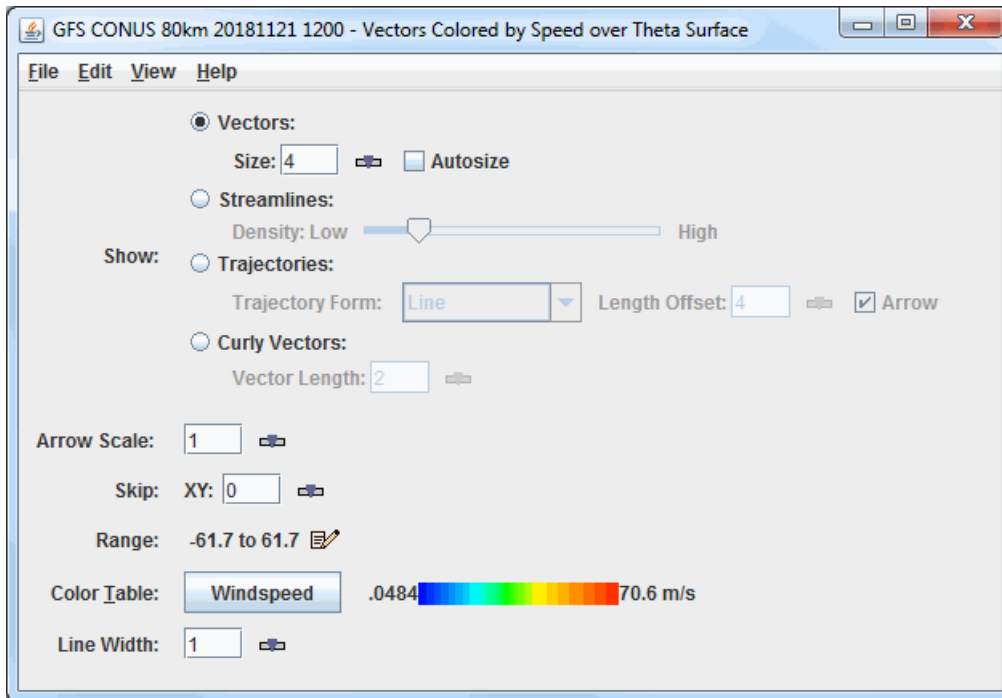 GFS CONUS 80km 20181121 1200 - Vectors Colored by Speed over Theta Surface
File Edit View Help
Vectors:
Size: 4 Autosize
Streamlines:
Density: Low High
Show:
Trajectories:
Trajectory Form: Line Length Offset: 4 Arrow
Curly Vectors:
Vector Length: 2
Arrow Scale: 1
Skip: XY: 0
Range: -61.7 to 61.7
Color Table: Windspeed .0484 70.6 m/s
Line Width: 1